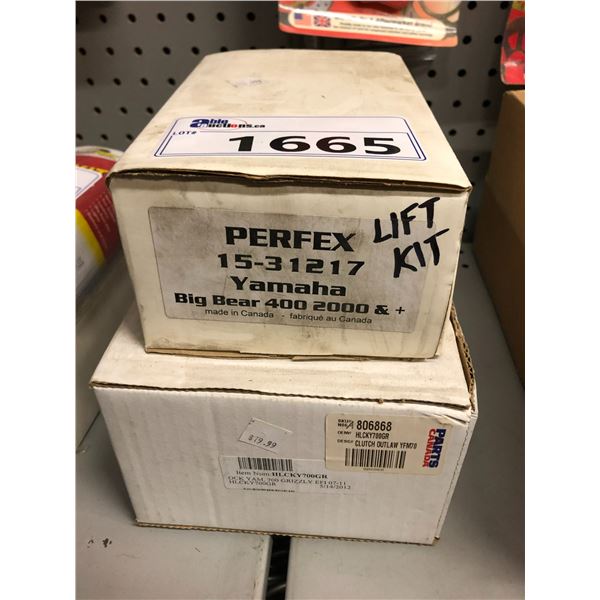 able auctions.ca
LOT#
1665
PERFEX
15-31217
Yamaha
Big Bear 400 2000 & +
made in Canada - fabriqué au Canada
LIFT
KIT
$79.99
806868
HLCKY700GR
CLUTCH OUTLAW YFM70
PARTS
CANADA
Item Num:HLCKY700GR
OCK YAM. 700 GRIZZLY EFI 07-11
HLCKY700GR 5/14/2012